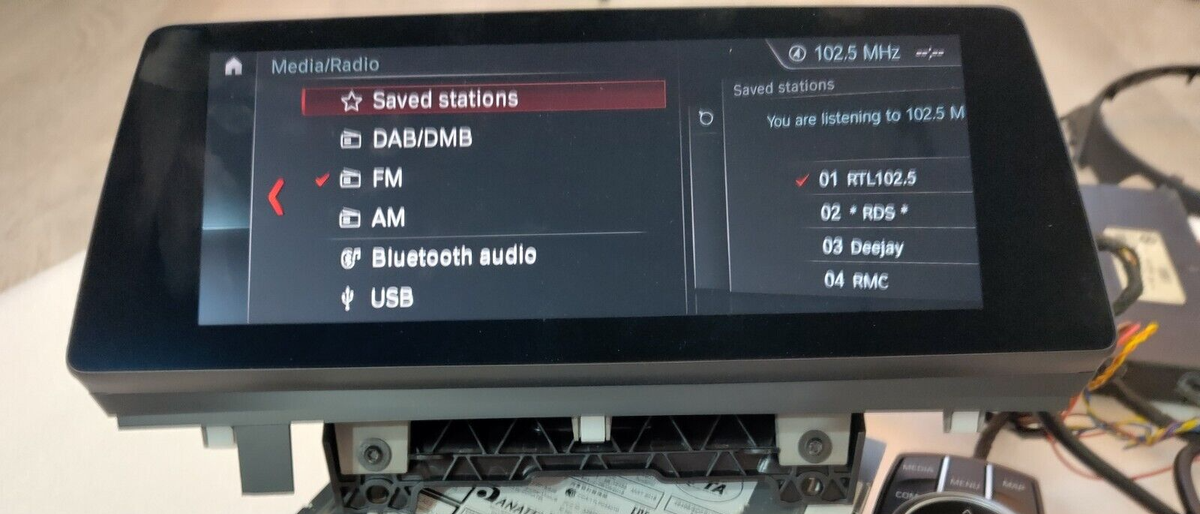 Media/Radio
102.5 MHz --:--
Saved stations
DAB/DMB
FM
AM
Bluetooth audio
USB
Saved stations
You are listening to 102.5 M
01 RTL102.5
02 * RDS *
03 Deejay
04 RMC
MEDIA
MENU
MAP
COM